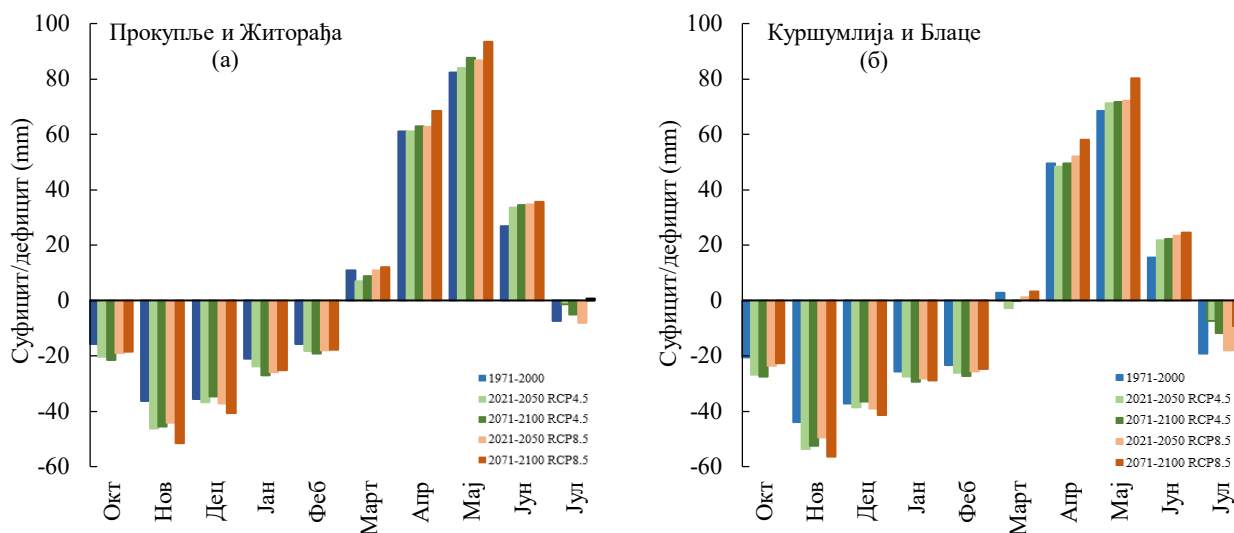 Прокупље и Житорађа
(а)
Суфицит/дефицит (mm)
100
80
60
40
20
0
-20
-40
-60
1971-2000
2021-2050 RCP4.5
2071-2100 RCP4.5
2021-2050 RCP8.5
2071-2100 RCP8.5
Окт
Нов
Дец
Јан
Феб
Март
Апр
Мај
Јун
Јул
Куршумлија и Блаце
(б)
Суфицит/дефицит (mm)
100
80
60
40
20
0
-20
-40
-60
1971-2000
2021-2050 RCP4.5
2071-2100 RCP4.5
2021-2050 RCP8.5
2071-2100 RCP8.5
Окт
Нов
Дец
Јан
Феб
Март
Апр
Мај
Јун
Јул